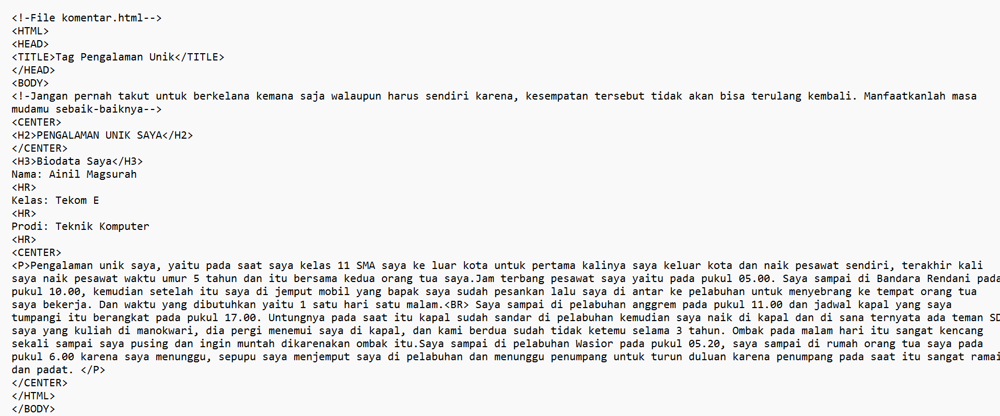 <!-File komentar.html-->
<HTML>
<HEAD>
<TITLE>Tag Pengalaman Unik</TITLE>
</HEAD>
<BODY>
<!-Jangan pernah takut untuk berkelana kemana saja walaupun harus sendiri karena, kesempatan tersebut tidak akan bisa terulang kembali. Manfaatkanlah masa
mudamu sebaik-baiknya-->
<CENTER>
<H2>PENGALAMAN UNIK SAYA</H2>
</CENTER>
<H3>Biodata Saya</H3>
Nama: Ainil Magsurah
<HR>
Kelas: Tekom E
<HR>
Prodi: Teknik Komputer
<HR>
<CENTER>
<P>Pengalaman unik saya, yaitu pada saat saya kelas 11 SMA saya ke luar kota untuk pertama kalinya saya keluar kota dan naik pesawat sendiri, terakhir kali
saya naik pesawat waktu umur 5 tahun dan itu bersama kedua orang tua saya.Jam terbang pesawat saya yaitu pada pukul 05.00. Saya sampai di Bandara Rendani pada
pukul 10.00, kemudian setelah itu saya di jemput mobil yang bapak saya sudah pesankan lalu saya di antar ke pelabuhan untuk menyebrang ke tempat orang tua
saya bekerja. Dan waktu yang dibutuhkan yaitu 1 satu hari satu malam.<BR> Saya sampai di pelabuhan anggrem pada pukul 11.00 dan jadwal kapal yang saya
tumpangi itu berangkat pada pukul 17.00. Untungnya pada saat itu kapal sudah sandar di pelabuhan kemudian saya naik di kapal dan di sana ternyata ada teman SD
saya yang kuliah di manokwari, dia pergi menemui saya di kapal, dan kami berdua sudah tidak ketemu selama 3 tahun. Ombak pada malam hari itu sangat kencang
sekali sampai saya pusing dan ingin muntah dikarenakan ombak itu.Saya sampai di pelabuhan Wasior pada pukul 05.20, saya sampai di rumah orang tua saya pada
pukul 6.00 karena saya menunggu, sepupu saya menjemput saya di pelabuhan dan menunggu penumpang untuk turun duluan karena penumpang pada saat itu sangat ramai
dan padat. </P>
</CENTER>
</HTML>
</BODY>